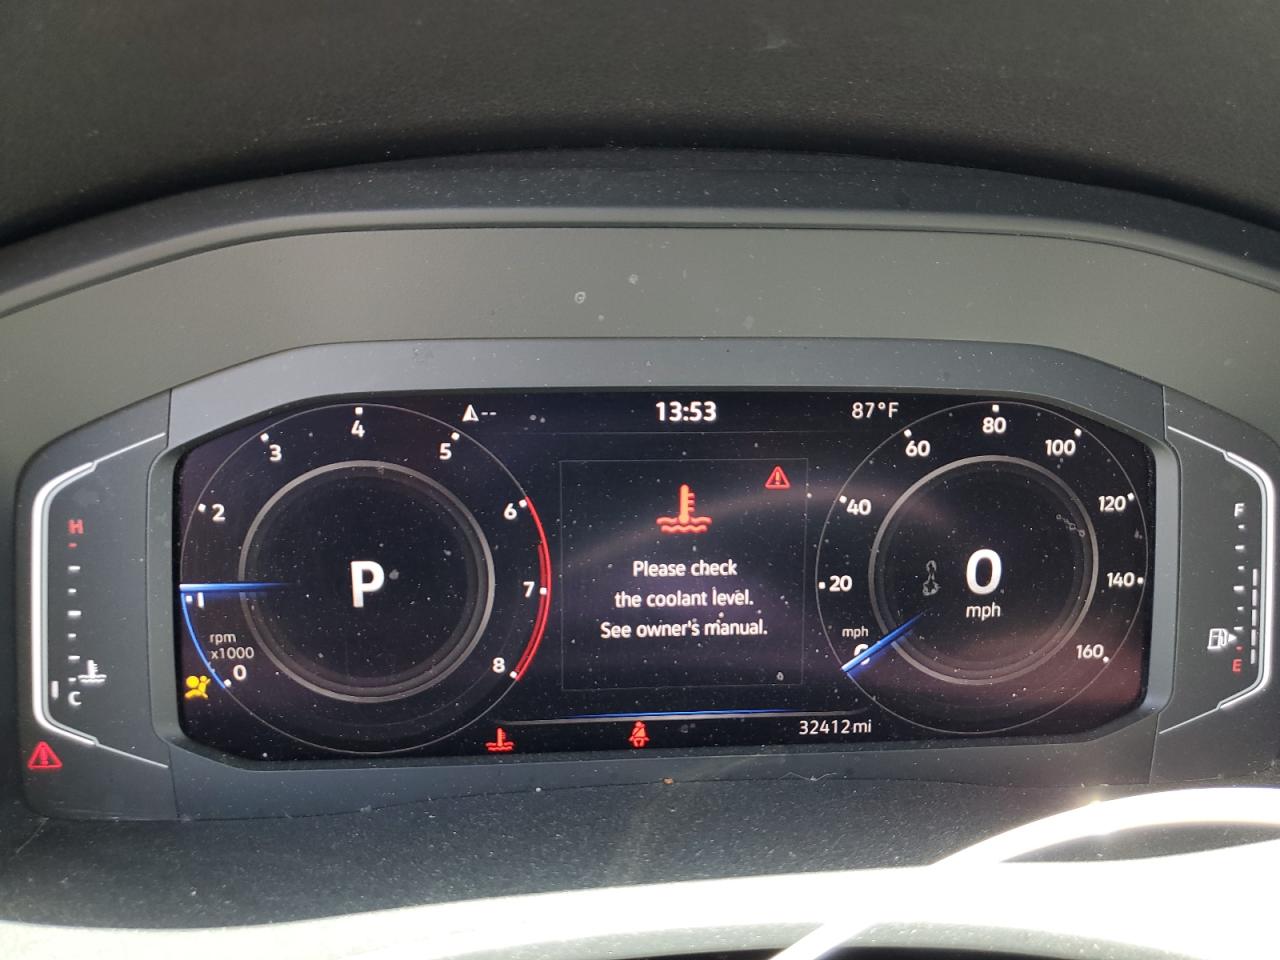 13:53
87°F
--
4
3
5
2
6
1
7
8
0
rpm
x1000
P
H
C
Please check
the coolant level.
See owner's manual.
80
60
100
40
120
20
140
160
0
mph
mph
F
E
32412mi